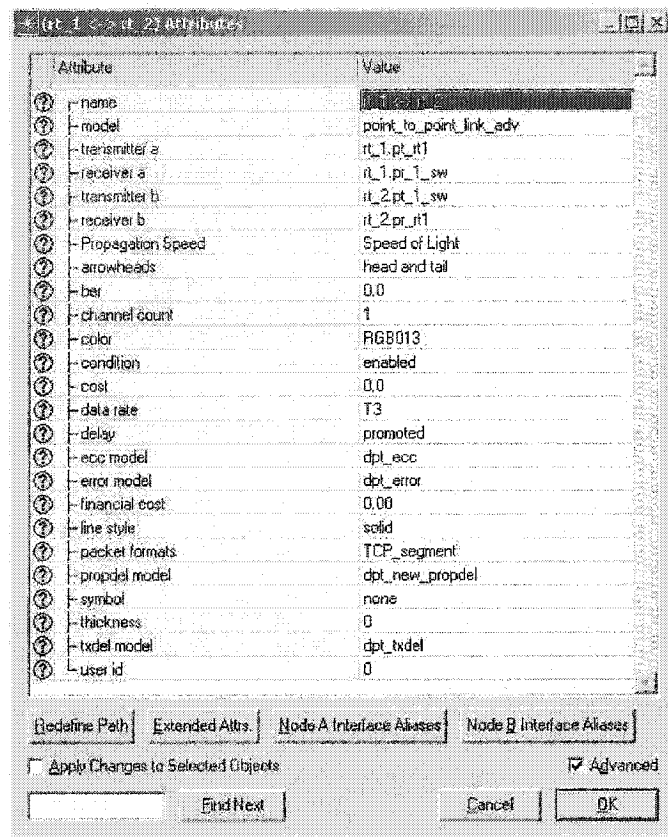 (rt_1 <-> rt_2) Attributes
Attribute Value
name
model point_to_point_link_adv
transmitter a rt_1.pt_rt1
receiver a rt_1.pr_1_sw
transmitter b rt_2.pt_1_sw
receiver b rt_2.pr_rt1
Propagation Speed Speed of Light
arrowheads head and tail
ber 0.0
channel count 1
color RGB013
condition enabled
cost 0.0
data rate T3
delay promoted
ecc model dpt_ecc
error model dpt_error
financial cost 0.00
line style solid
packet formats TCP_segment
propdel model dpt_new_propdel
symbol none
thickness 0
txdel model dpt_txdel
user id 0
Redefine Path Extended Attrs. Node A Interface Aliases Node B Interface Aliases
Apply Changes to Selected Objects Advanced
Find Next Cancel OK